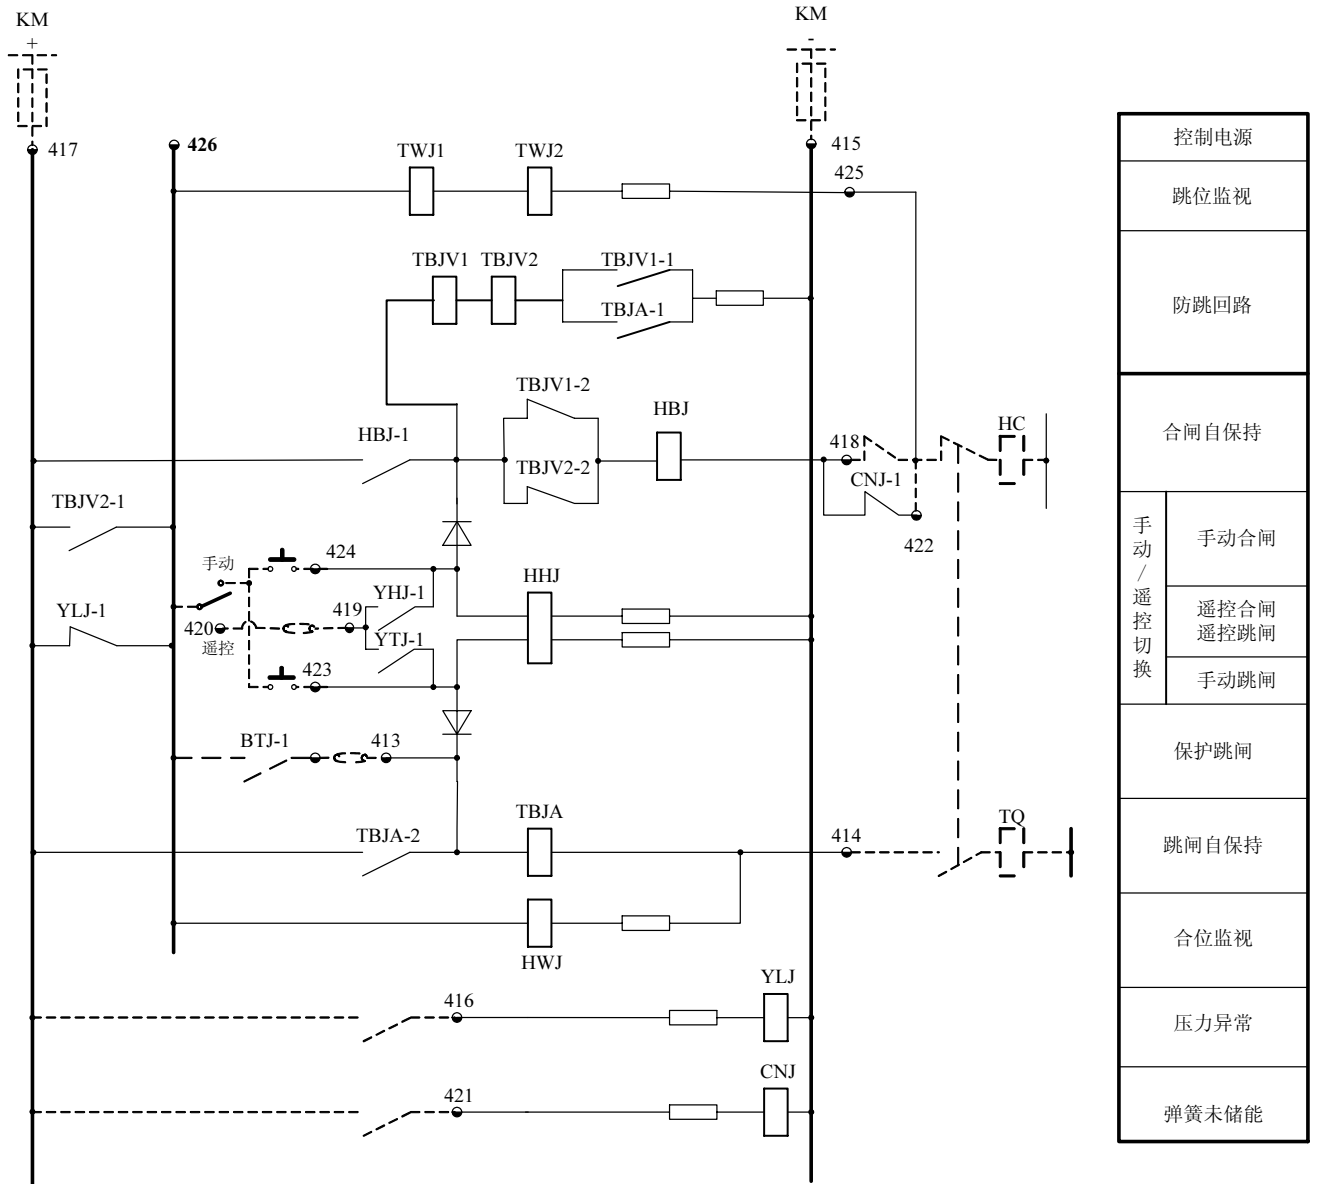 KM
+
KM
-
417
426
415
TWJ1
TWJ2
425
TBJV1
TBJV2
TBJV1-1
TBJA-1
TBJV1-2
HBJ
HBJ-1
TBJV2-2
418
HC
CNJ-1
422
TBJV2-1
手动
424
YHJ-1
HHJ
YLJ-1
420
419
遥控
YTJ-1
423
BTJ-1
413
TBJA-2
TBJA
414
TQ
HWJ
416
YLJ
421
CNJ
控制电源
跳位监视
防跳回路
合闸自保持
手动/遥控切换
手动合闸
遥控合闸
遥控跳闸
手动跳闸
保护跳闸
跳闸自保持
合位监视
压力异常
弹簧未储能